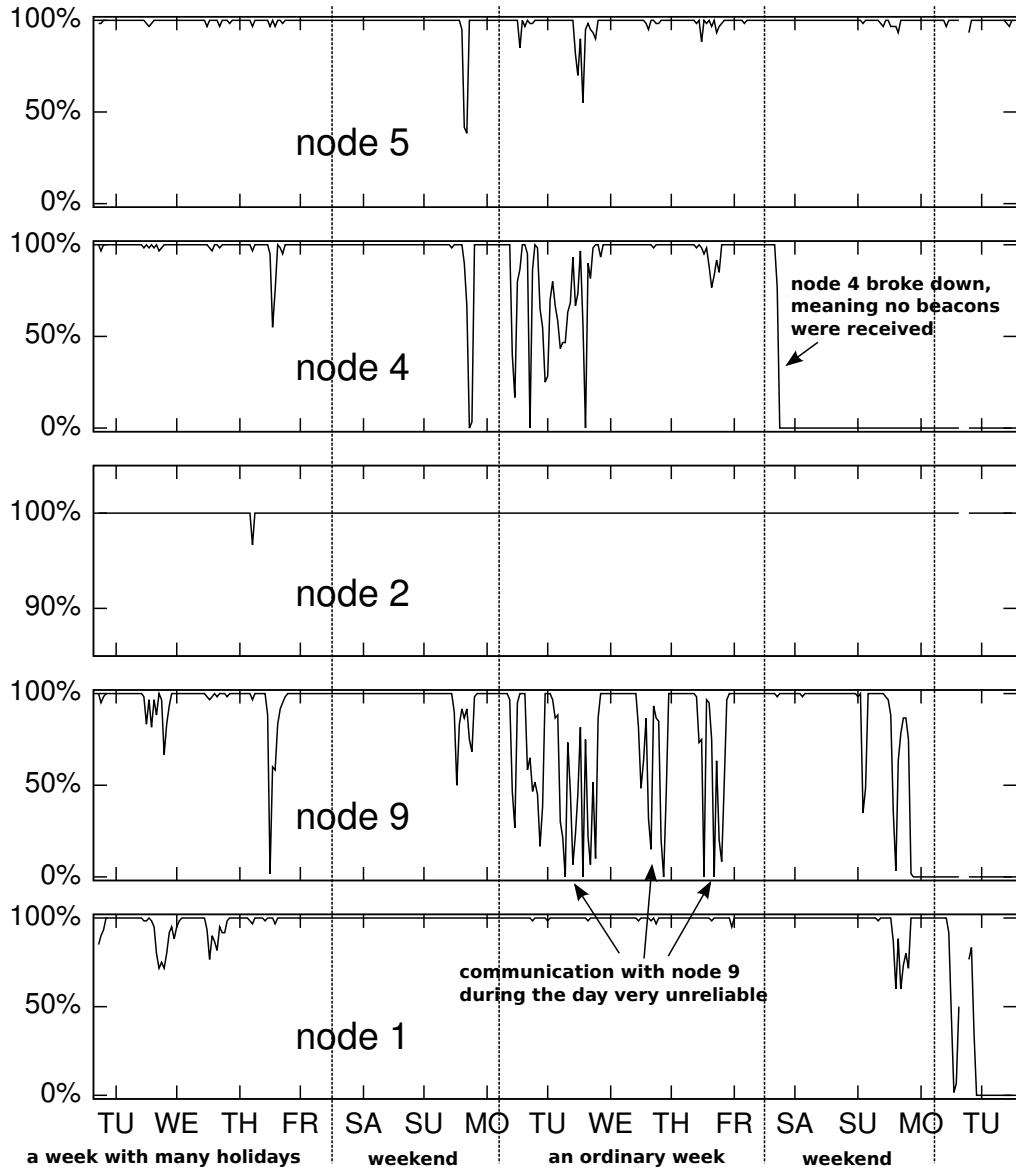 100%
50%
0%
node 5
100%
50%
0%
node 4
node 4 broke down,
meaning no beacons
were received
100%
90%
node 2
100%
50%
0%
node 9
100%
50%
0%
node 1
communication with node 9
during the day very unreliable
TU WE TH FR SA SU MO TU WE TH FR SA SU MO TU
a week with many holidays weekend an ordinary week weekend